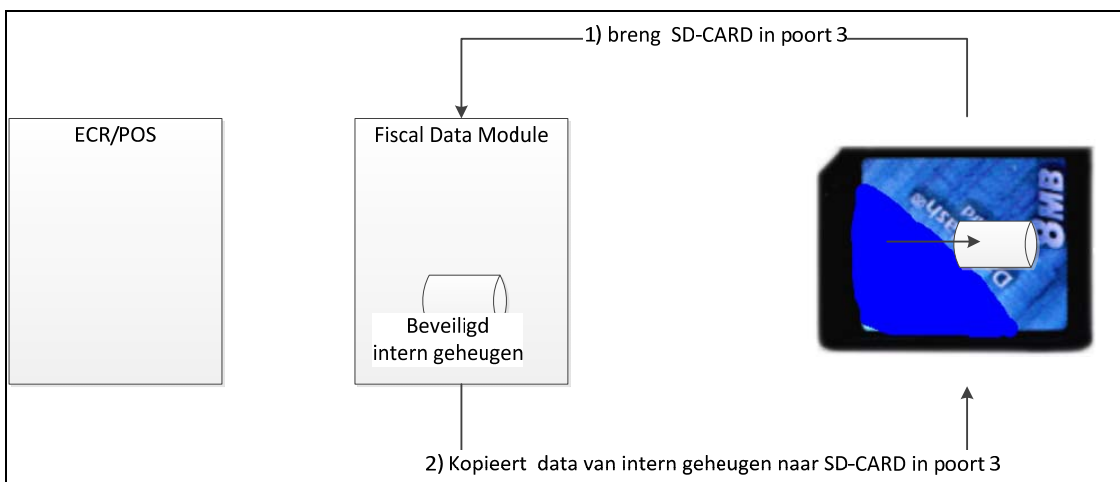 1) breng SD-CARD in poort 3
ECR/POS
Fiscal Data Module
8MB
Beveiligd
intern geheugen
2) Kopieert data van intern geheugen naar SD-CARD in poort 3